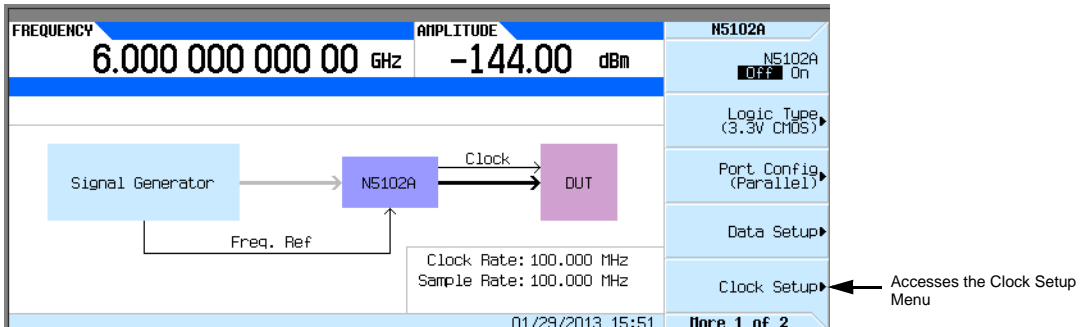 FREQUENCY
6.000 000 000 00 GHz
AMPLITUDE
-144.00 dBm
N5102A
N5102A
Off On
Logic Type
(3.3V CMOS)
Port Config
(Parallel)
Data Setup
Clock Setup
More 1 of 2
Signal Generator
N5102A
Clock
DUT
Freq. Ref
Clock Rate: 100.000 MHz
Sample Rate: 100.000 MHz
01/29/2013 15:51
Accesses the Clock Setup
Menu